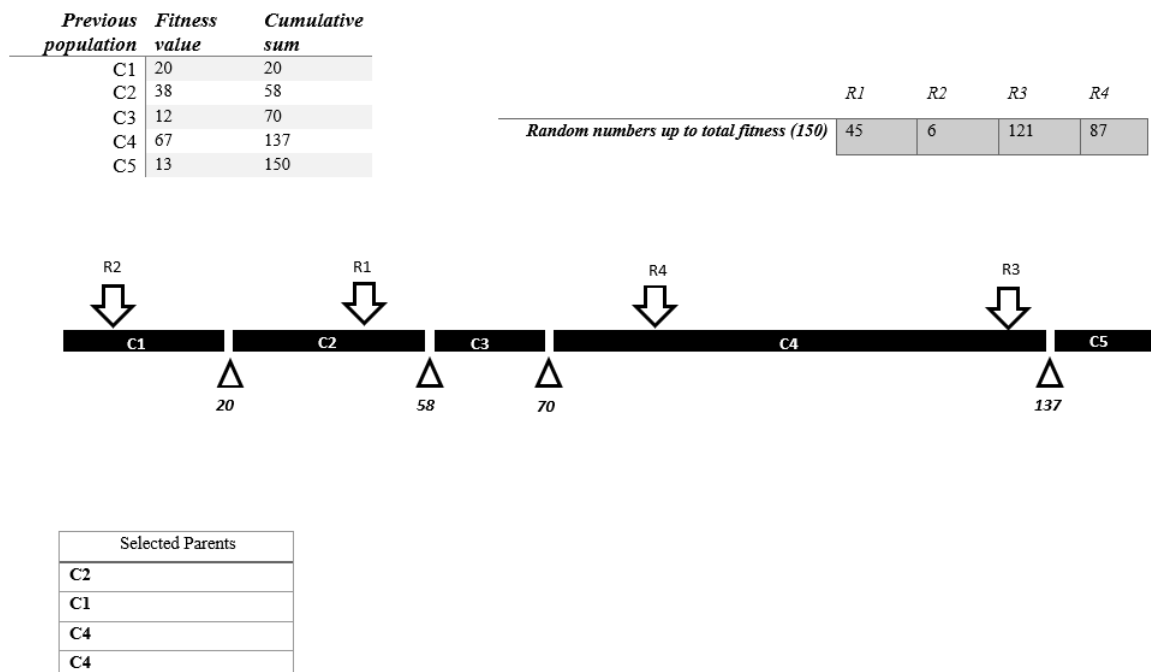 Previous population Fitness value Cumulative sum
C1 20 20
C2 38 58
C3 12 70
C4 67 137
C5 13 150
R1 R2 R3 R4
Random numbers up to total fitness (150) 45 6 121 87
R2 R1 R4 R3
C1 C2 C3 C4 C5
20 58 70 137
Selected Parents
C2
C1
C4
C4